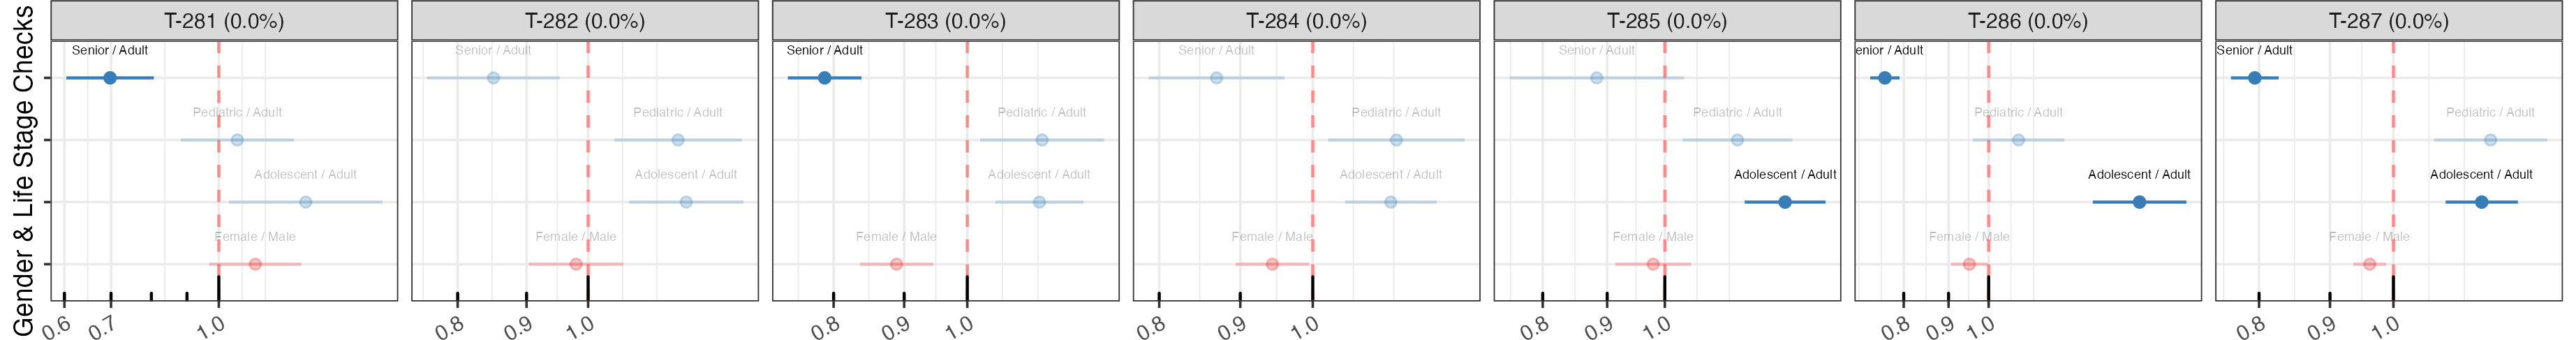 Gender & Life Stage Checks
T-281 (0.0%)
Senior / Adult
Pediatric / Adult
Adolescent / Adult
Female / Male
0.6 0.7 1.0
T-282 (0.0%)
Senior / Adult
Pediatric / Adult
Adolescent / Adult
Female / Male
0.8 0.9 1.0
T-283 (0.0%)
Senior / Adult
Pediatric / Adult
Adolescent / Adult
Female / Male
0.8 0.9 1.0
T-284 (0.0%)
Senior / Adult
Pediatric / Adult
Adolescent / Adult
Female / Male
0.8 0.9 1.0
T-285 (0.0%)
Senior / Adult
Pediatric / Adult
Adolescent / Adult
Female / Male
0.8 0.9 1.0
T-286 (0.0%)
enior / Adult
Pediatric / Adult
Adolescent / Adult
Female / Male
0.8 0.9 1.0
T-287 (0.0%)
Senior / Adult
Pediatric / Adult
Adolescent / Adult
Female / Male
0.8 0.9 1.0